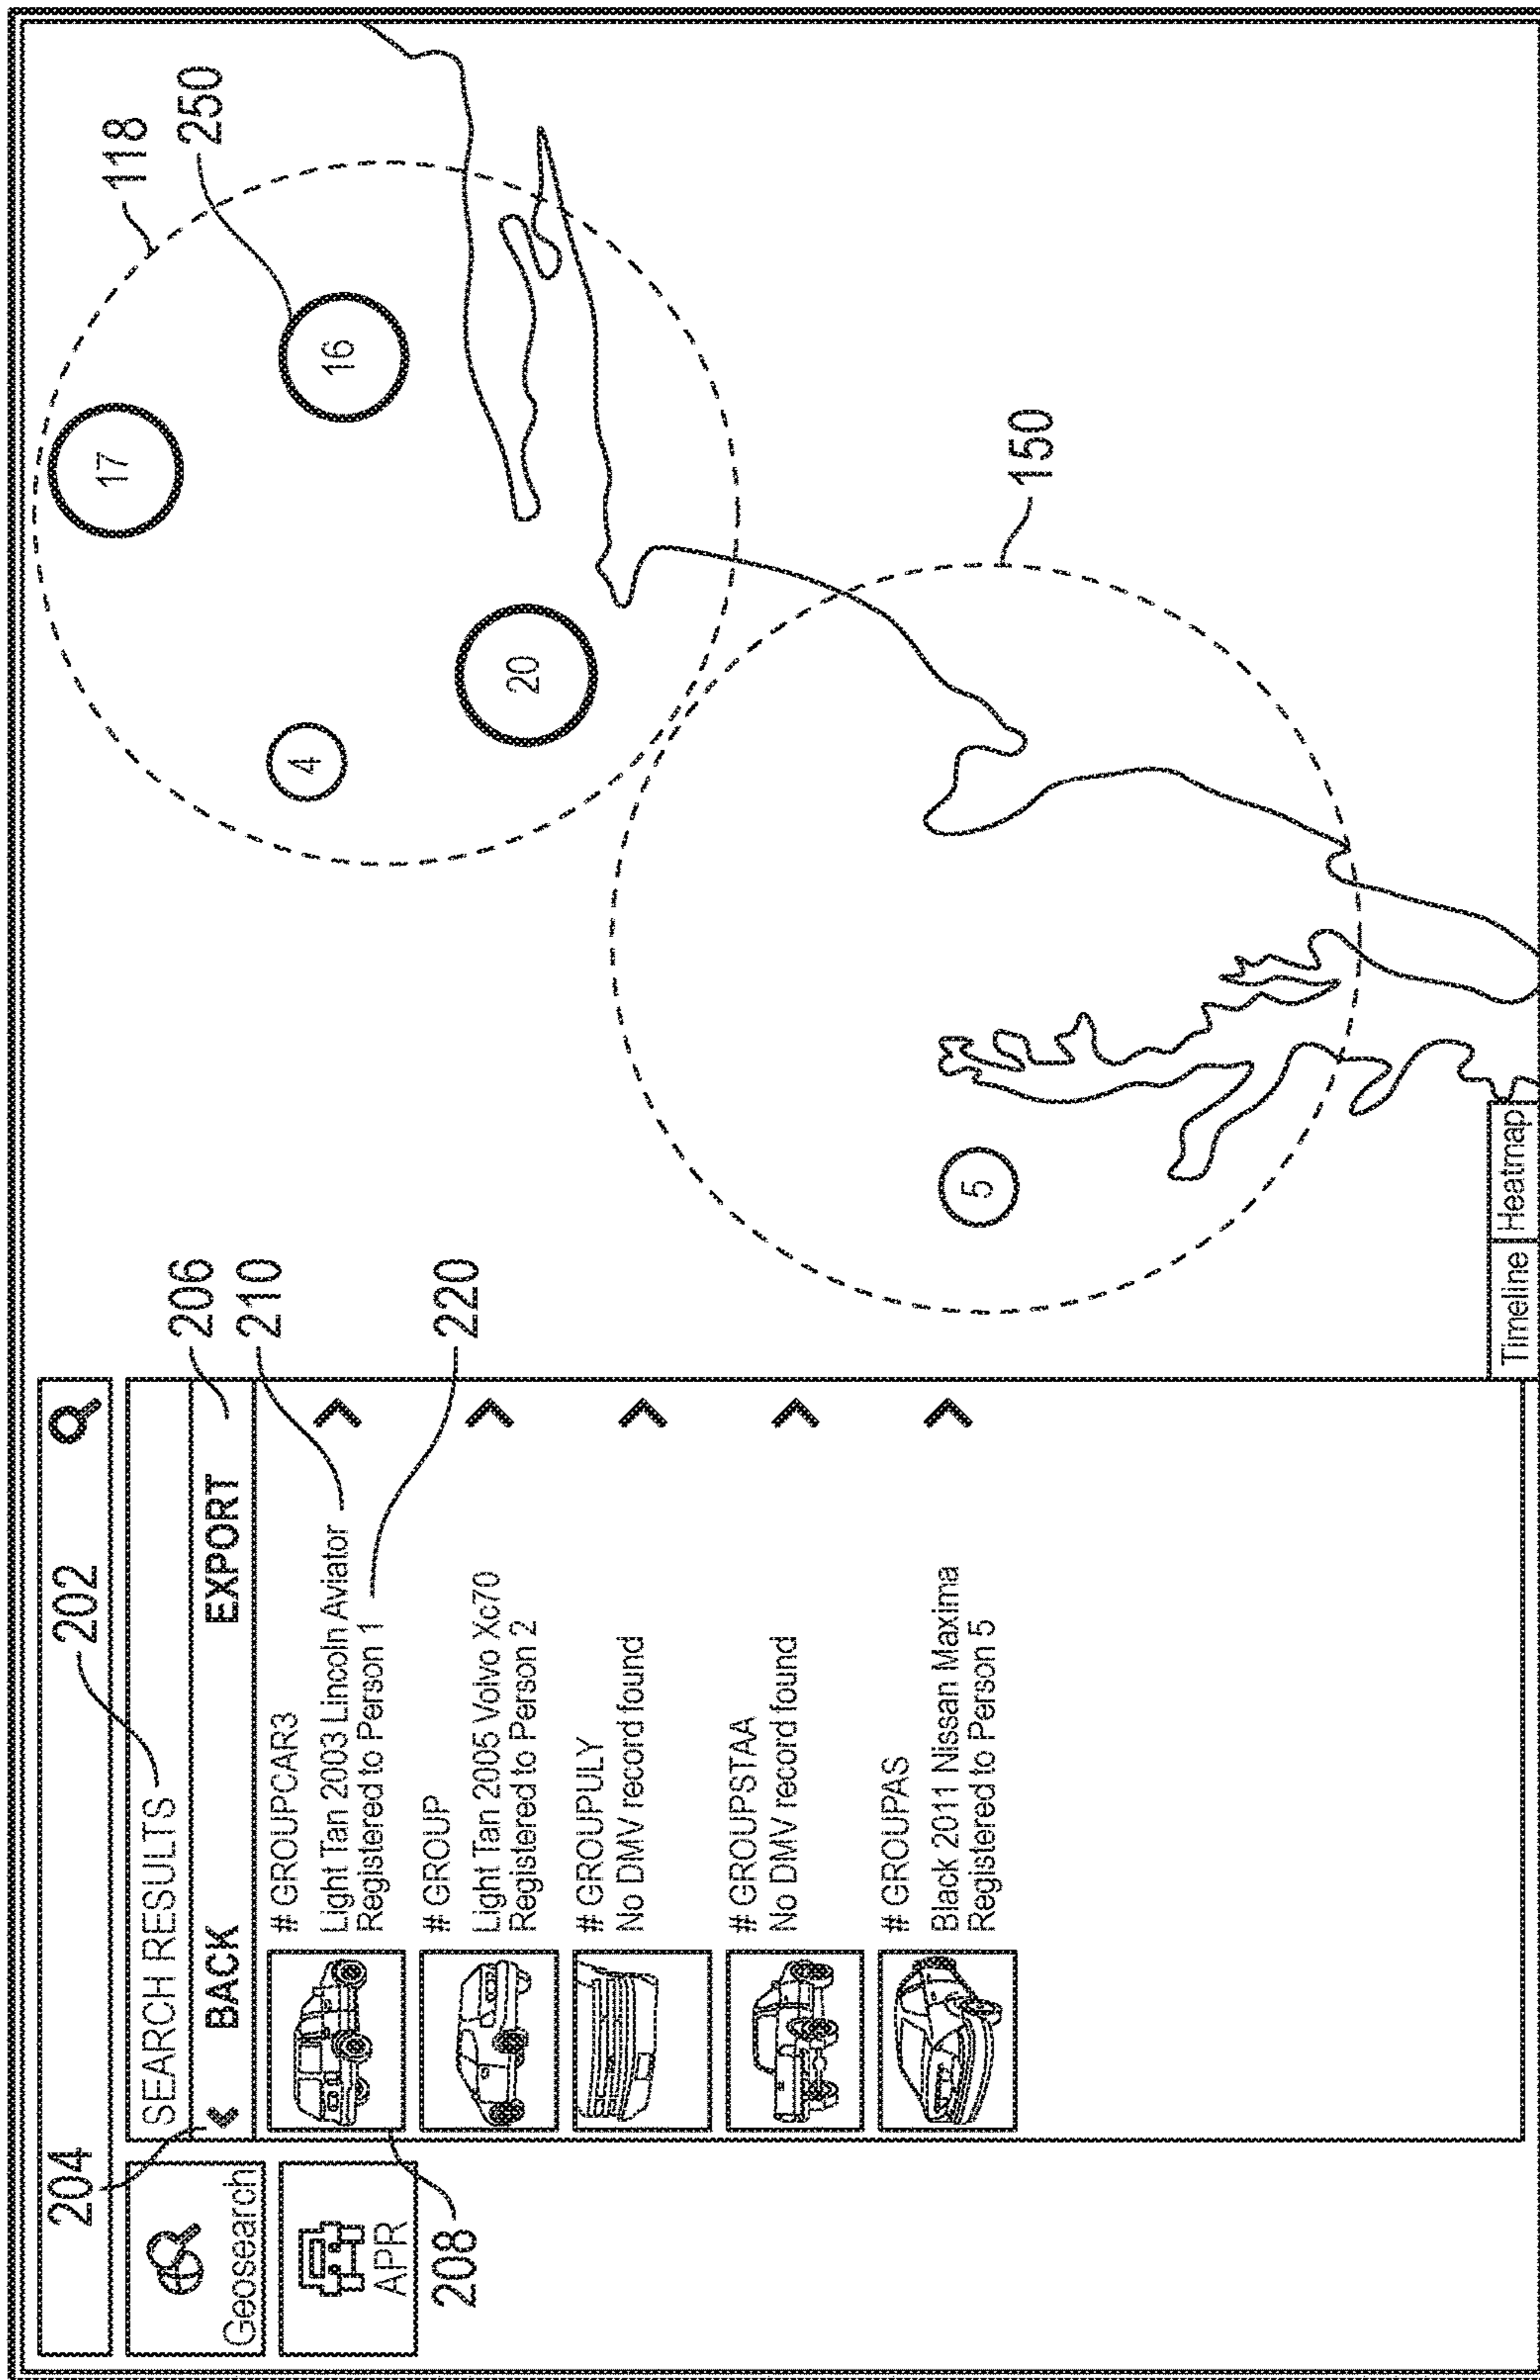 204
202
Geosearch
APR
208
SEARCH RESULTS
BACK
EXPORT
206
210
220
# GROUPCAR3
Light Tan 2003 Lincoln Aviator
Registered to Person 1
# GROUP
Light Tan 2005 Volvo Xc70
Registered to Person 2
# GROUPULY
No DMV record found
# GROUPSTAA
No DMV record found
# GROUPAS
Black 2011 Nissan Maxima
Registered to Person 5
118
250
17
16
4
20
150
5
Timeline
Heatmap